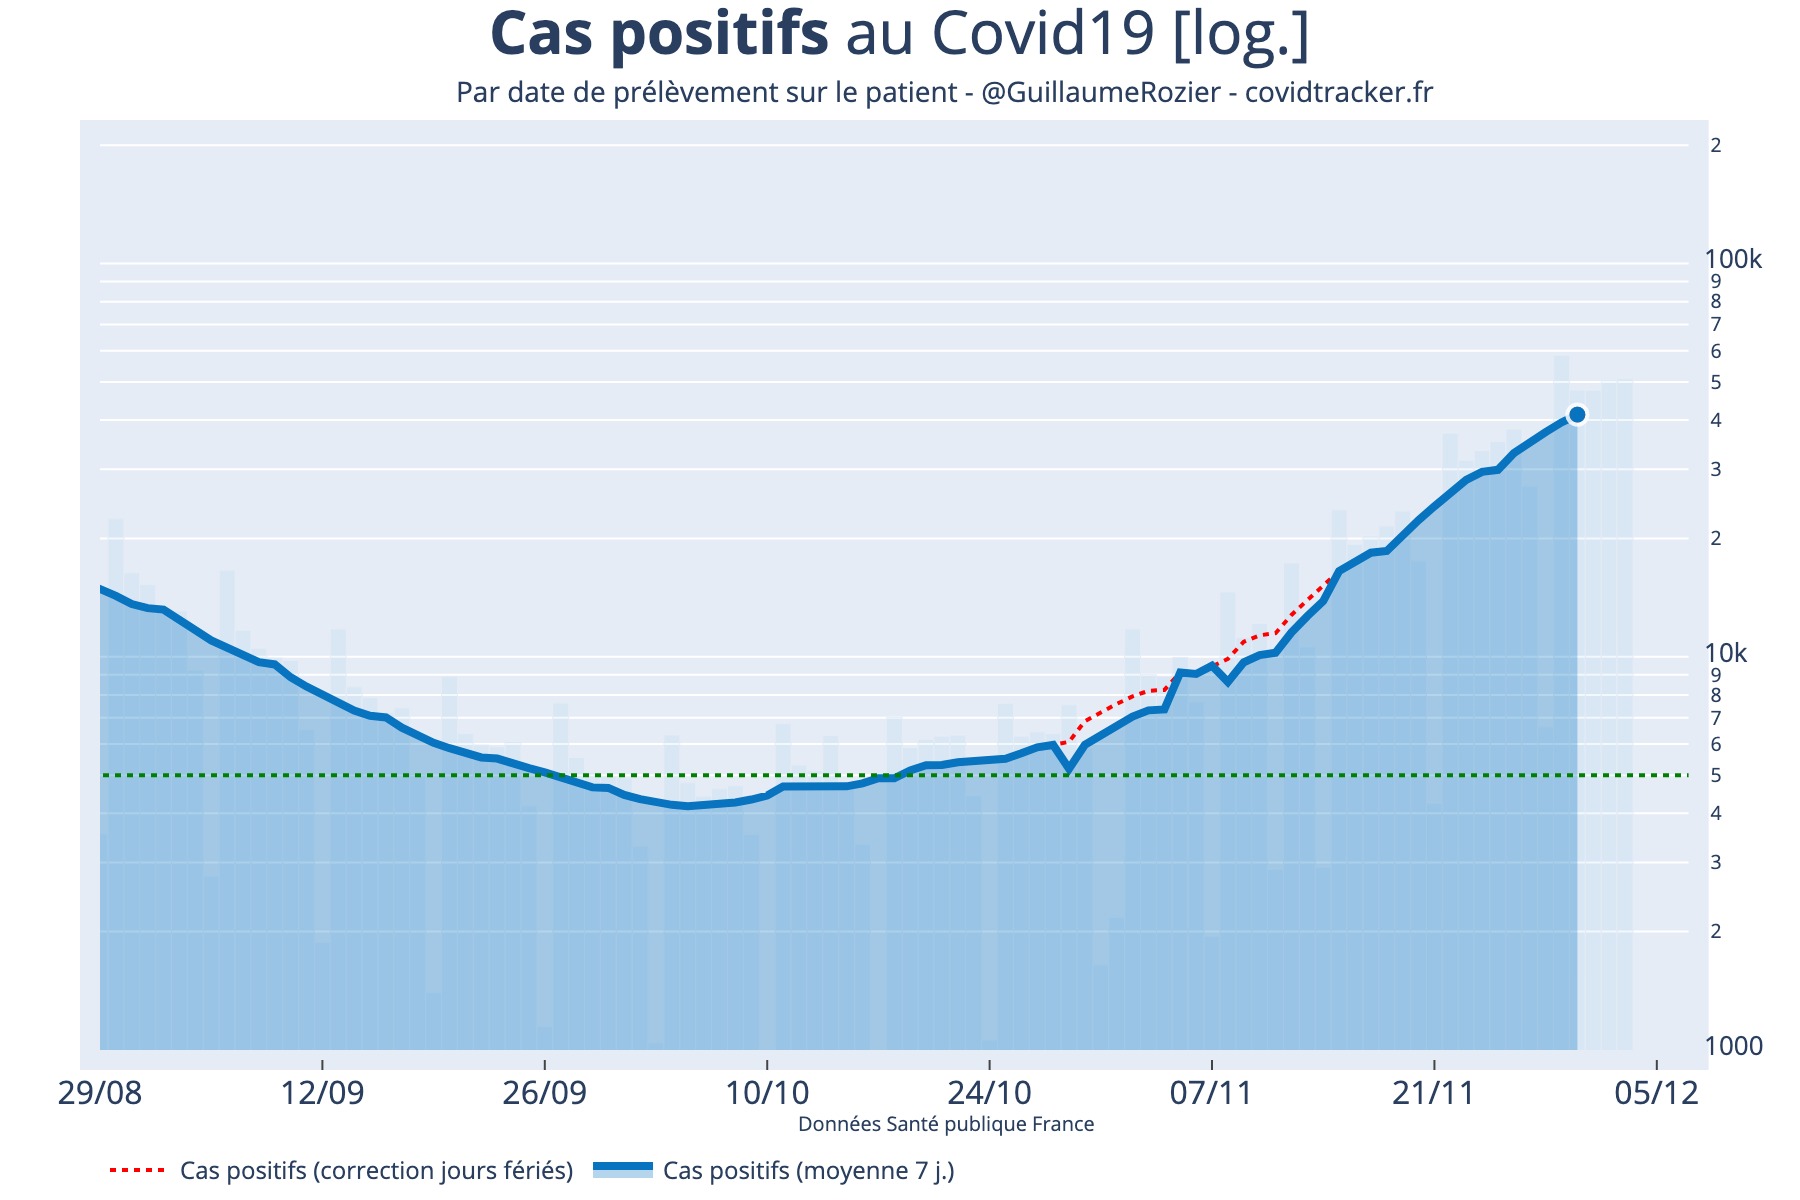 Cas positifs au Covid19 [log.]
Par date de prélèvement sur le patient - @GuillaumeRozier - covidtracker.fr
2
100k
9
8
7
6
5
4
3
2
10k
9
8
7
6
5
4
3
2
1000
29/08 12/09 26/09 10/10 24/10 07/11 21/11 05/12
Données Santé publique France
Cas positifs (correction jours fériés) Cas positifs (moyenne 7 j.)